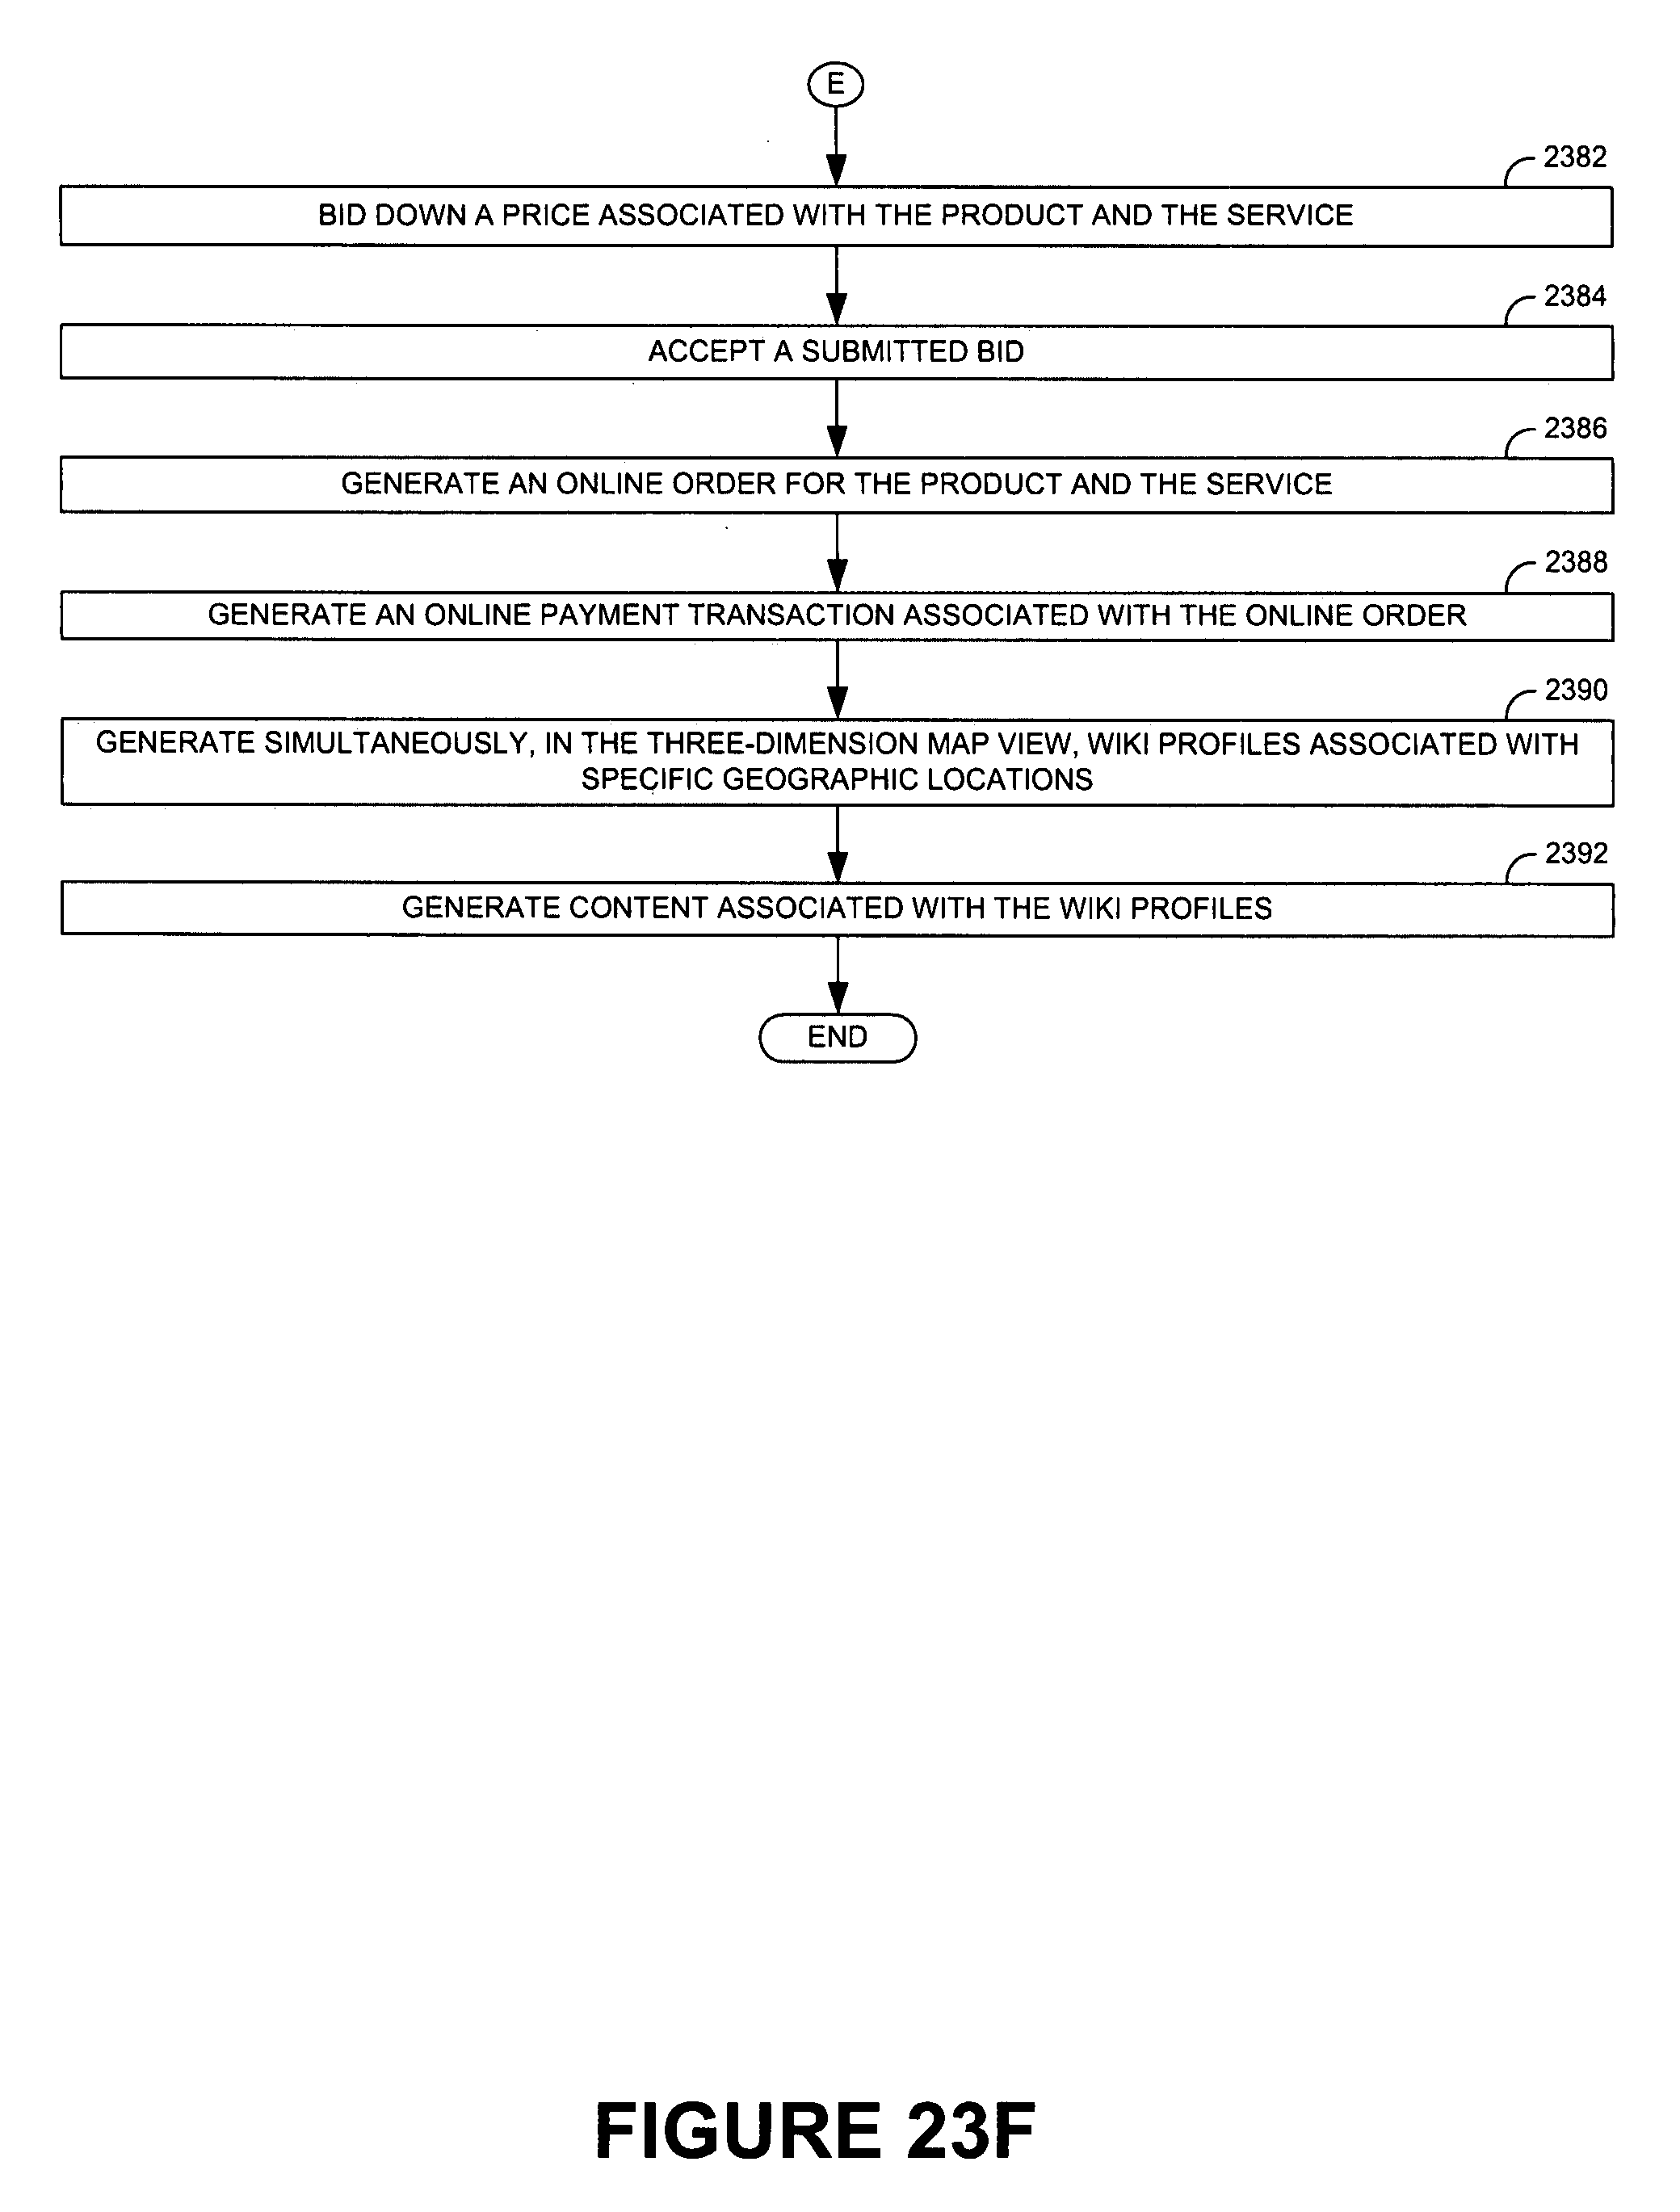 E
2382
BID DOWN A PRICE ASSOCIATED WITH THE PRODUCT AND THE SERVICE
2384
ACCEPT A SUBMITTED BID
2386
GENERATE AN ONLINE ORDER FOR THE PRODUCT AND THE SERVICE
2388
GENERATE AN ONLINE PAYMENT TRANSACTION ASSOCIATED WITH THE ONLINE ORDER
2390
GENERATE SIMULTANEOUSLY, IN THE THREE-DIMENSION MAP VIEW, WIKI PROFILES ASSOCIATED WITH
SPECIFIC GEOGRAPHIC LOCATIONS
2392
GENERATE CONTENT ASSOCIATED WITH THE WIKI PROFILES
END
FIGURE 23F